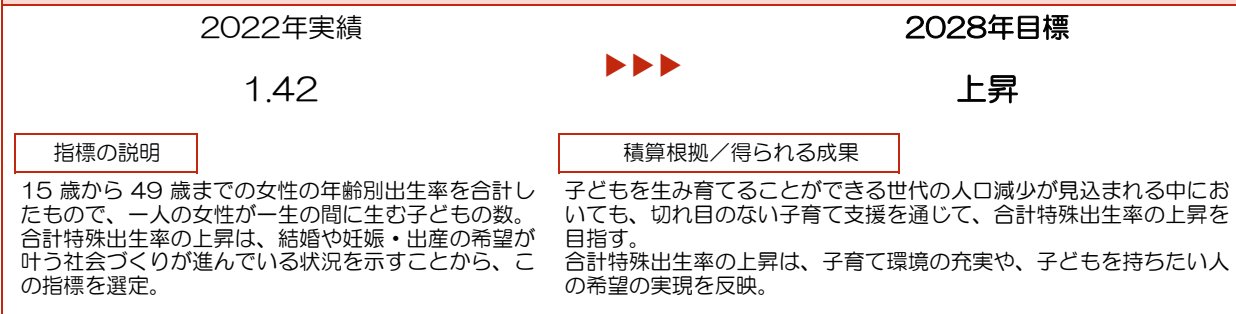 2022年実績
2028年目標
1.42
▶▶▶
上昇
指標の説明
15 歳から 49 歳までの女性の年齢別出生率を合計し
たもので、一人の女性が一生の間に生む子どもの数。
合計特殊出生率の上昇は、結婚や妊娠・出産の希望が
叶う社会づくりが進んでいる状況を示すことから、こ
の指標を選定。
積算根拠／得られる成果
子どもを生み育てることができる世代の人口減少が見込まれる中にお
いても、切れ目のない子育て支援を通じて、合計特殊出生率の上昇を
目指す。
合計特殊出生率の上昇は、子育て環境の充実や、子どもを持ちたい人
の希望の実現を反映。